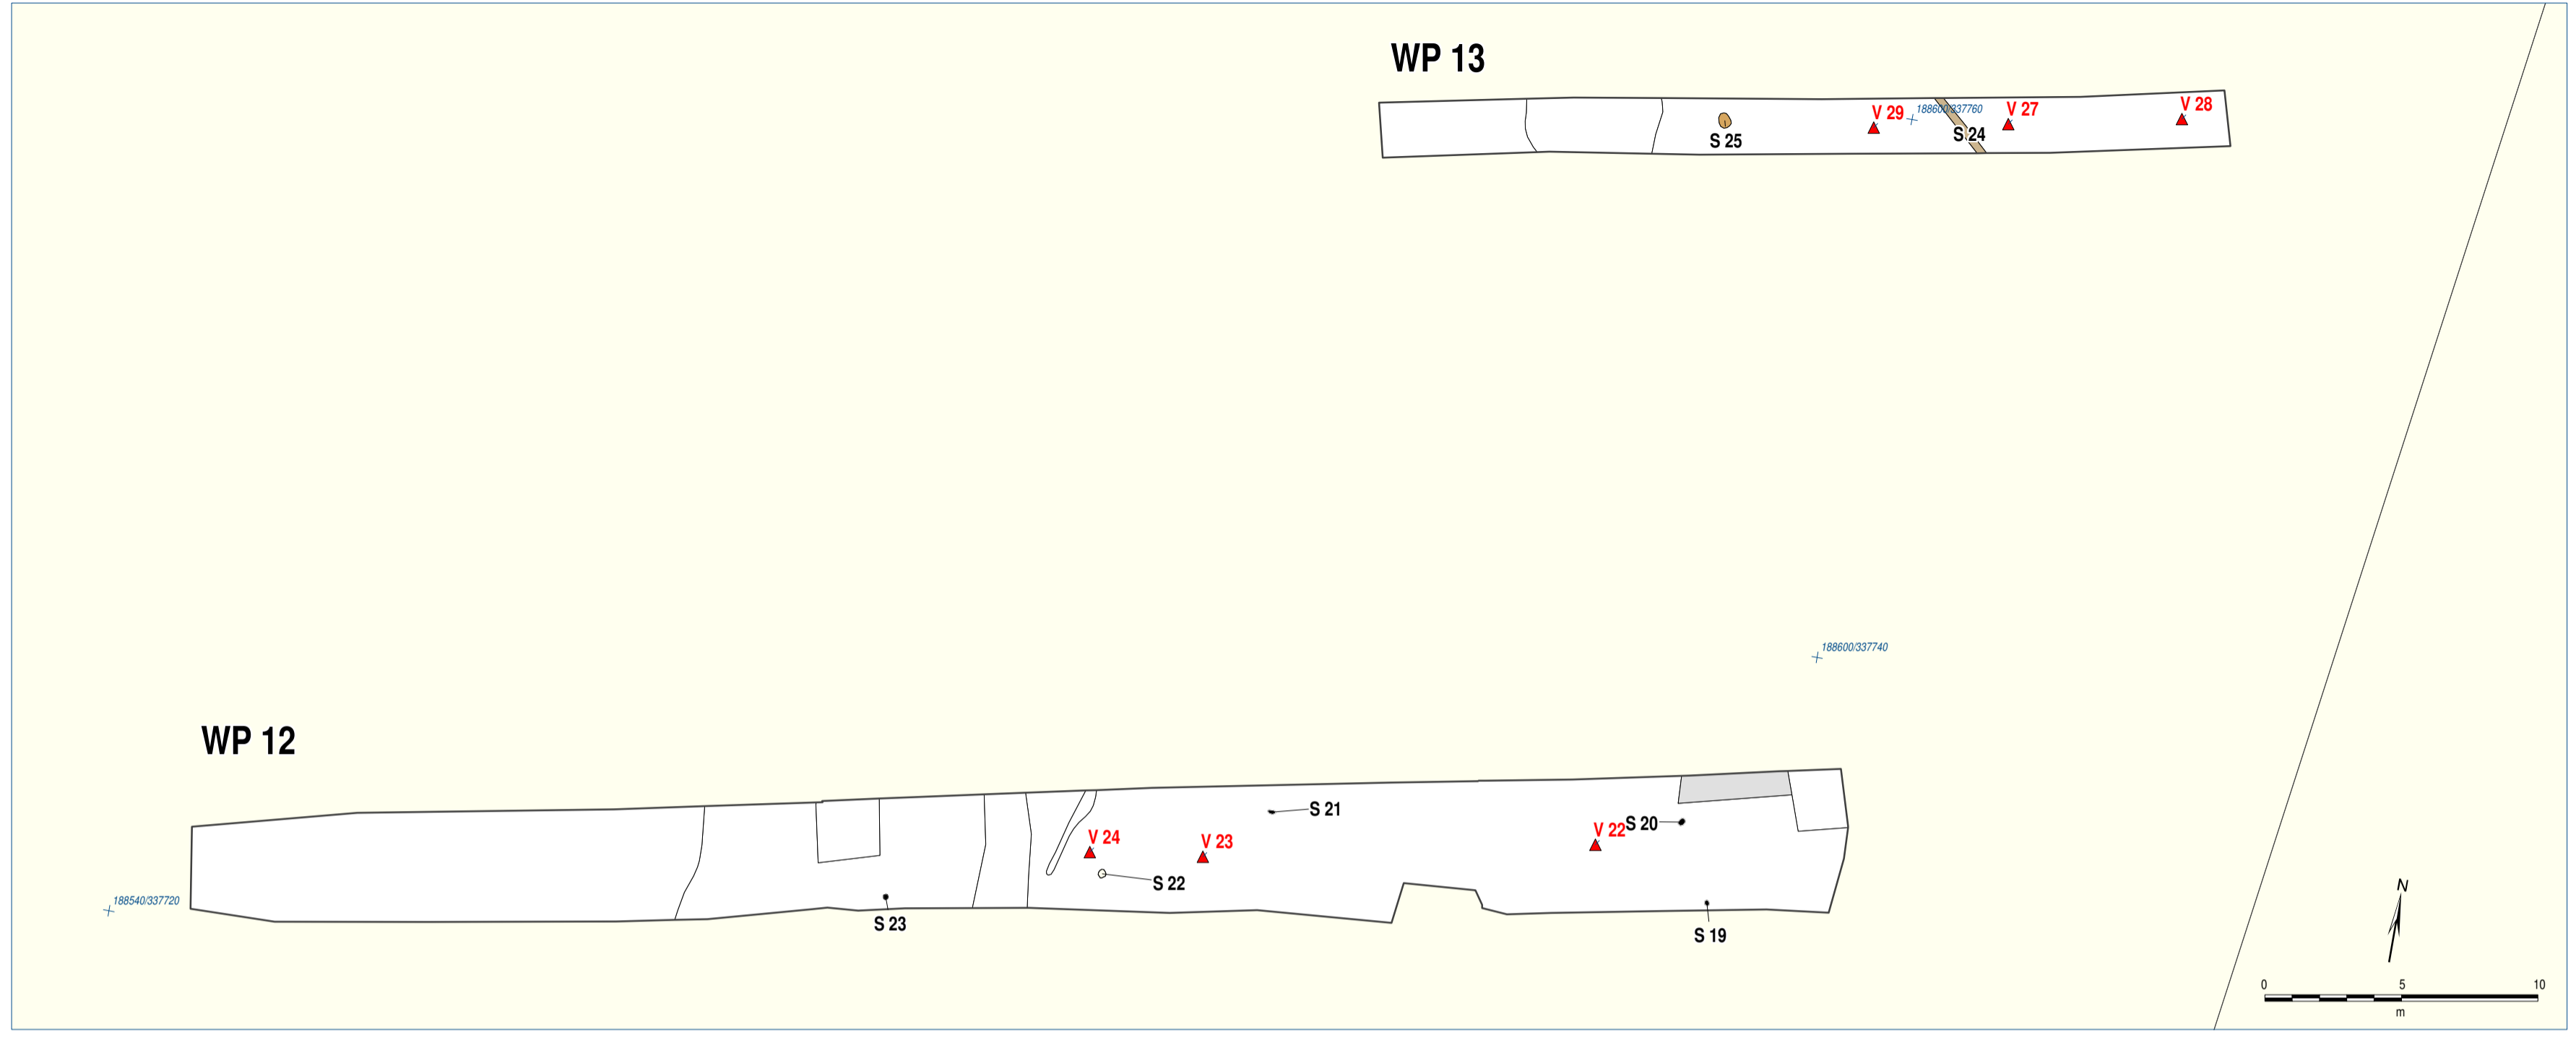 WP 13
V 29
188600/337760
V 27
V 28
S 25
S 24
188600/337740
WP 12
S 21
V 24
V 23
V 22
S 20
S 22
188540/337720
S 23
S 19
N
0 5 10
m